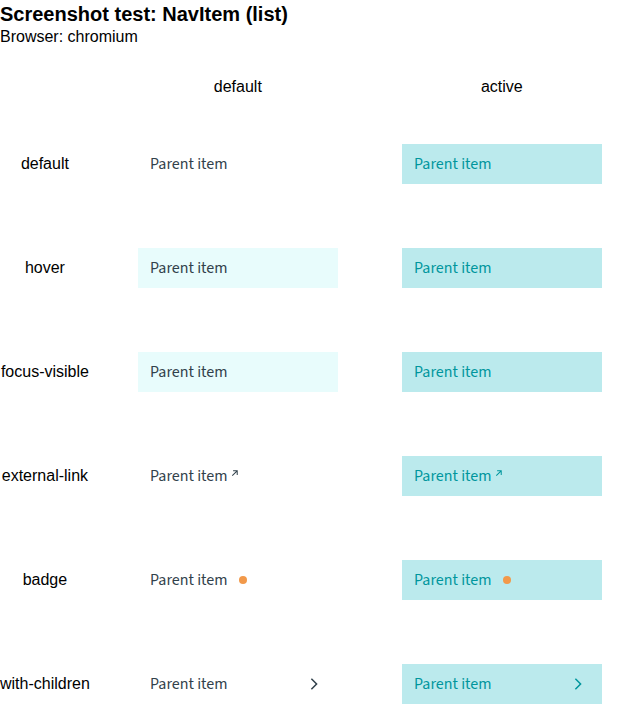 Screenshot test: NavItem (list)
Browser: chromium
default active
default Parent item Parent item
hover Parent item Parent item
focus-visible Parent item Parent item
external-link Parent item Parent item
badge Parent item Parent item
with-children Parent item Parent item